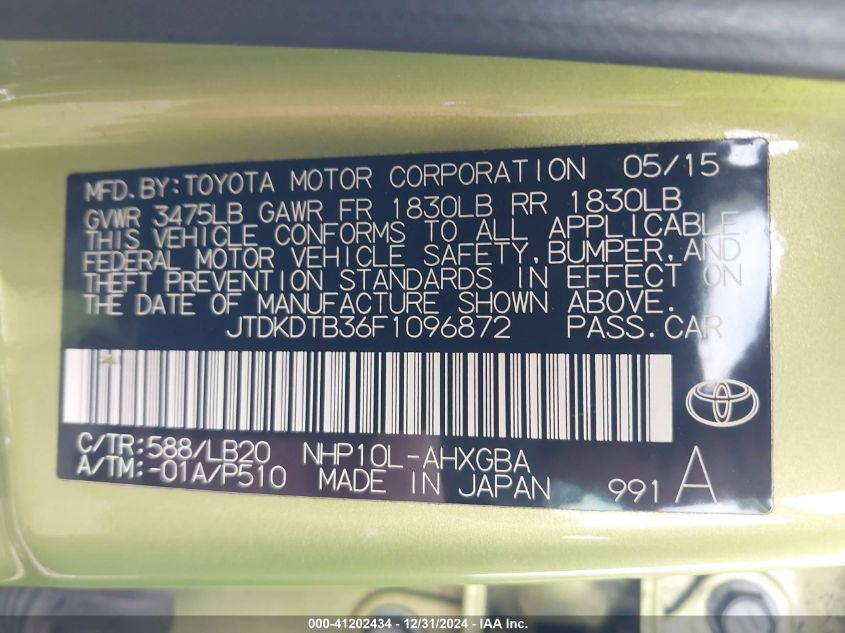 MFD.BY:TOYOTA MOTOR CORPORATION 05/15
GVWR 3475LB GAWR FR 1830LB RR 1830LB
THIS VEHICLE CONFORMS TO ALL APPLICABLE
FEDERAL MOTOR VEHICLE SAFETY,BUMPER,AND
THEFT PREVENTION STANDARDS IN EFFECT ON
THE DATE OF MANUFACTURE SHOWN ABOVE.
JTDKDTB36F1096872 PASS.CAR
C/TR:588/LB20 NHP10L-AHXGBA
A/TM:-01A/P510 MADE IN JAPAN 991 A
000-41202434 - 12/31/2024 - IAA Inc.